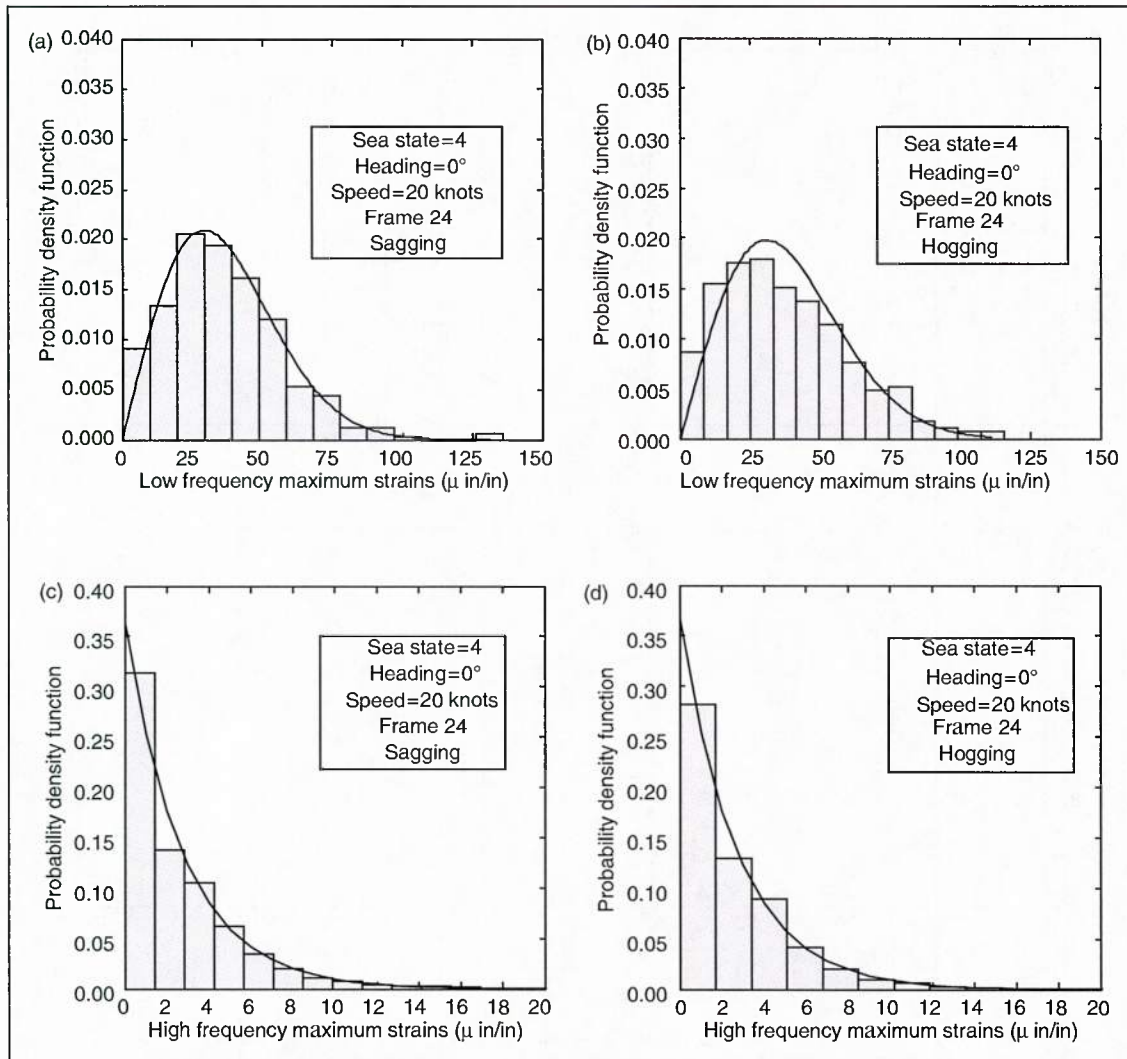 (a)
0.040
0.035
0.030
0.025
0.020
0.015
0.010
0.005
0.000
Probability density function
Sea state=4
Heading=0°
Speed=20 knots
Frame 24
Sagging
0 25 50 75 100 125 150
Low frequency maximum strains (μ in/in)
(b)
0.040
0.035
0.030
0.025
0.020
0.015
0.010
0.005
0.000
Probability density function
Sea state=4
Heading=0°
Speed=20 knots
Frame 24
Hogging
0 25 50 75 100 125 150
Low frequency maximum strains (μ in/in)
(c)
0.40
0.35
0.30
0.25
0.20
0.15
0.10
0.05
0.00
Probability density function
Sea state=4
Heading=0°
Speed=20 knots
Frame 24
Sagging
0 2 4 6 8 10 12 14 16 18 20
High frequency maximum strains (μ in/in)
(d)
0.40
0.35
0.30
0.25
0.20
0.15
0.10
0.05
0.00
Probability density function
Sea state=4
Heading=0°
Speed=20 knots
Frame 24
Hogging
0 2 4 6 8 10 12 14 16 18 20
High frequency maximum strains (μ in/in)